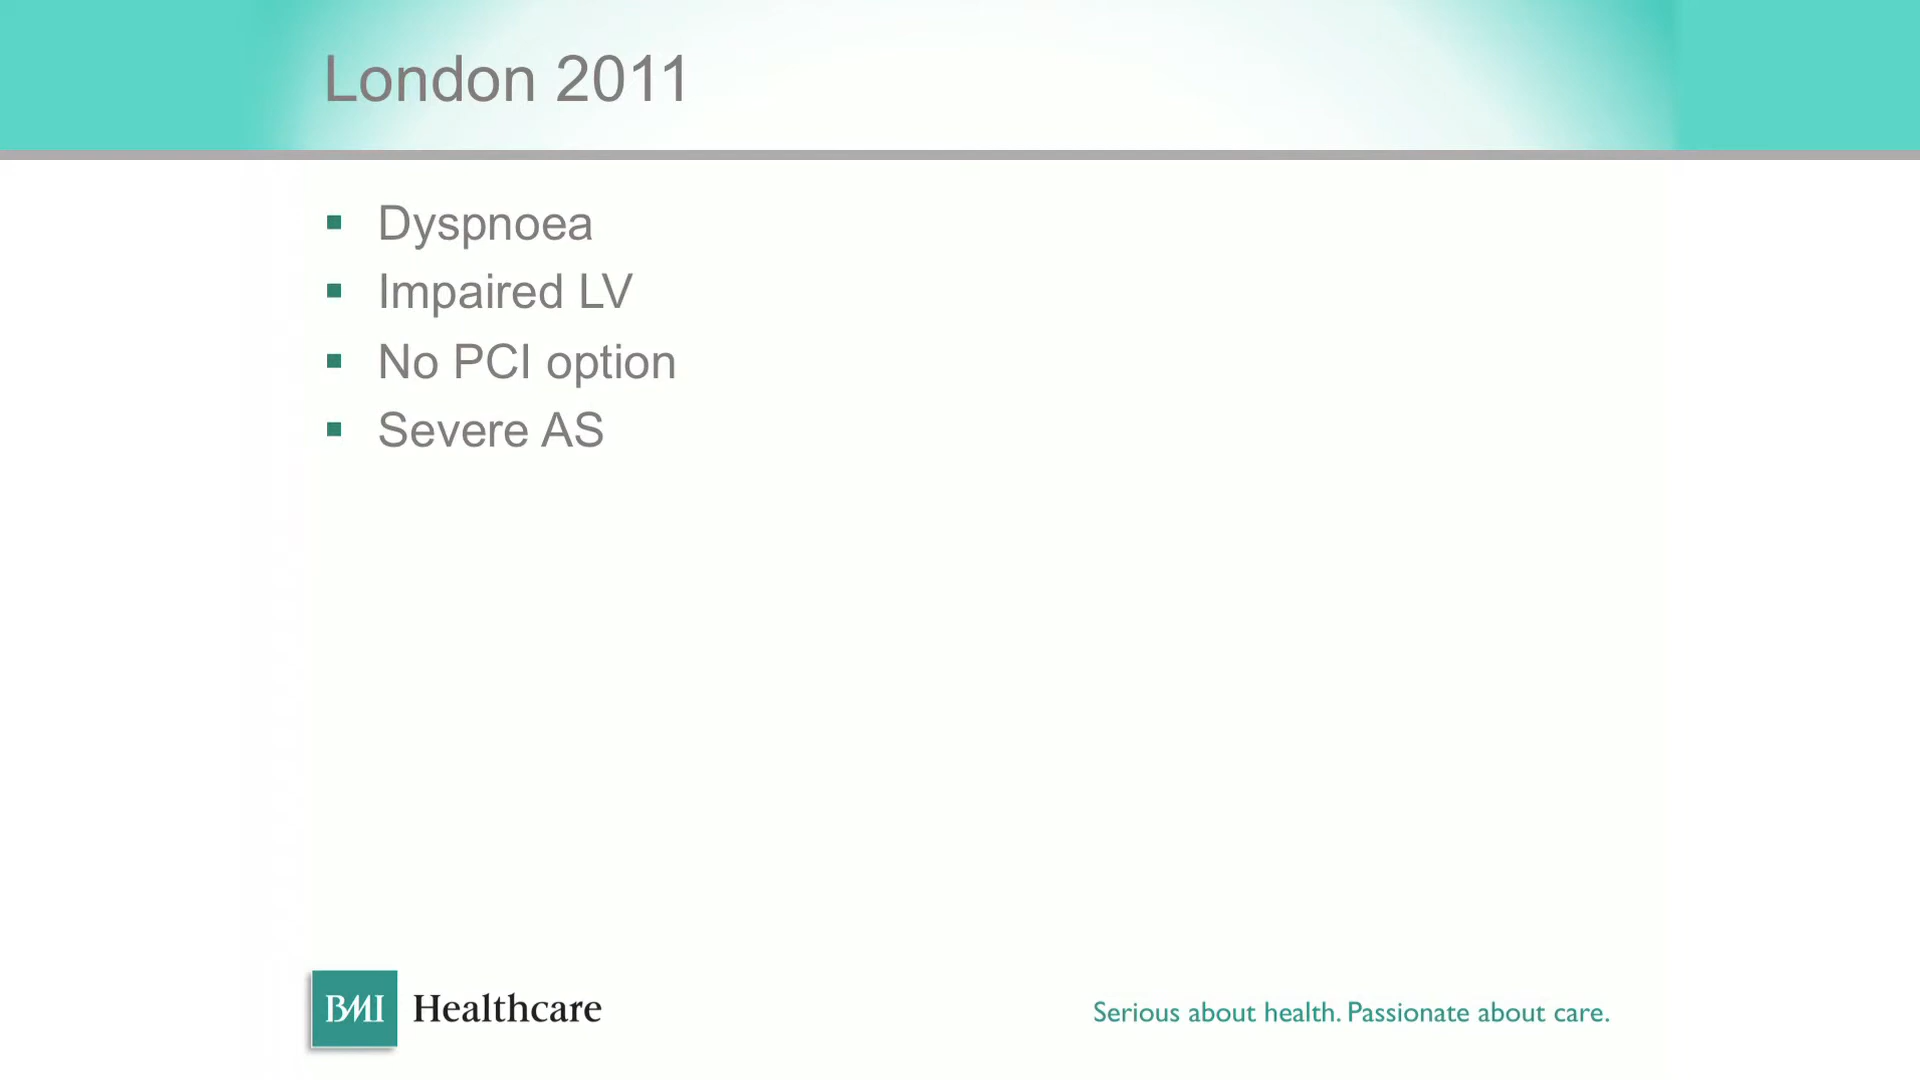 London 2011
Dyspnoea
Impaired LV
No PCI option
Severe AS
BMI Healthcare
Serious about health. Passionate about care.